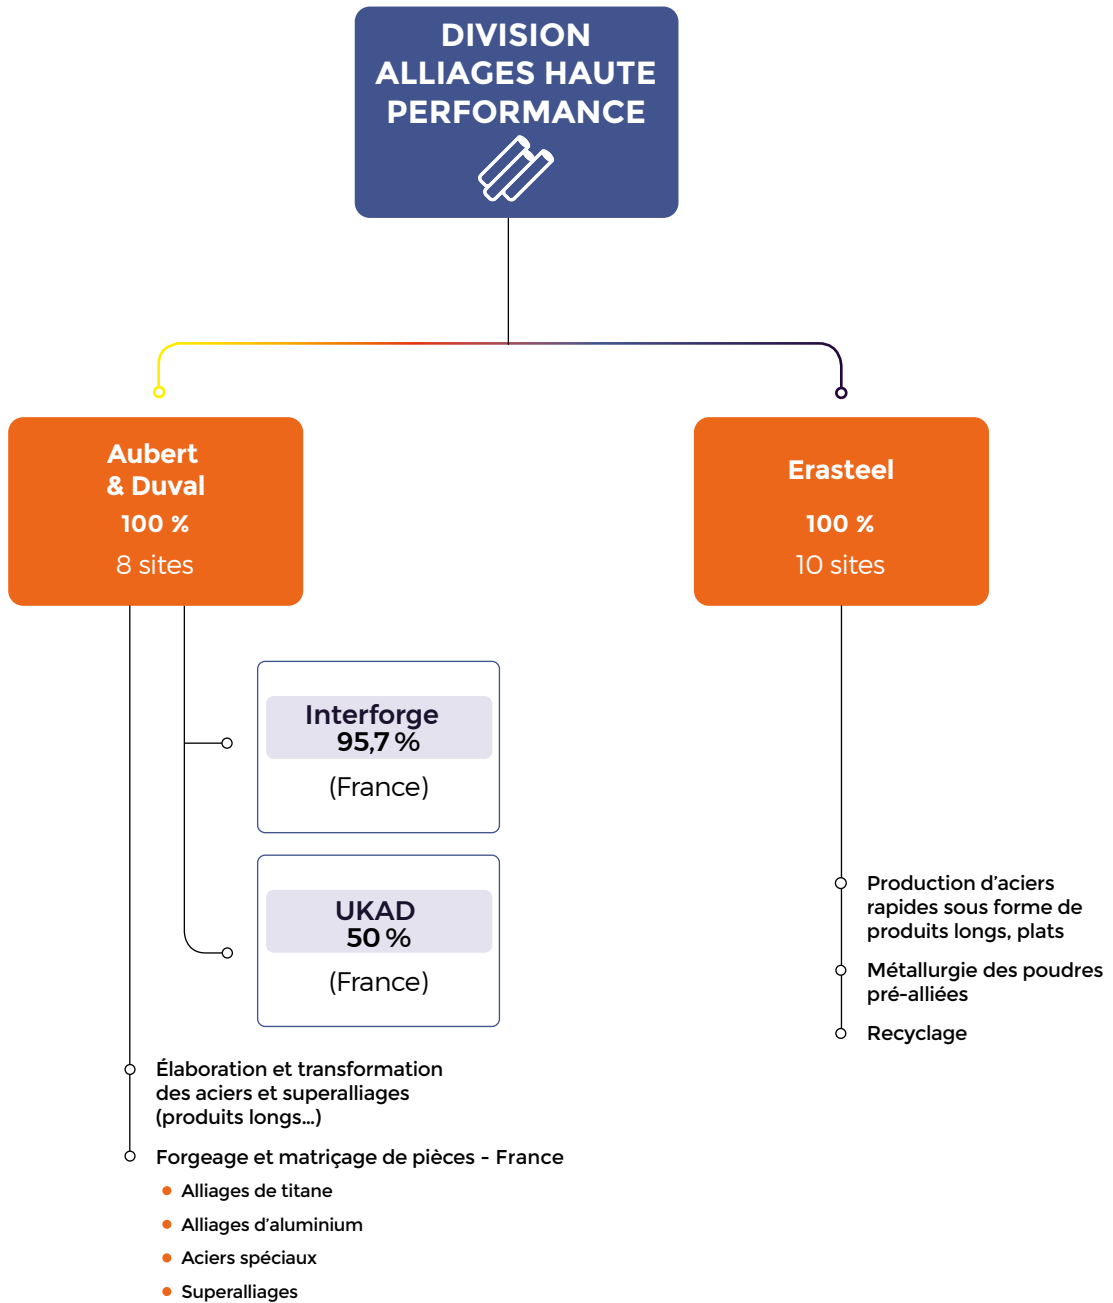 DIVISION
ALLIAGES HAUTE
PERFORMANCE
Aubert
& Duval
100 %
8 sites
Erasteel
100 %
10 sites
Interforge
95,7 %
(France)
UKAD
50 %
(France)
Production d’aciers
rapides sous forme de
produits longs, plats
Métallurgie des poudres
pré-alliées
Recyclage
Élaboration et transformation
des aciers et superalliages
(produits longs…)
Forgeage et matriçage de pièces - France
Alliages de titane
Alliages d’aluminium
Aciers spéciaux
Superalliages